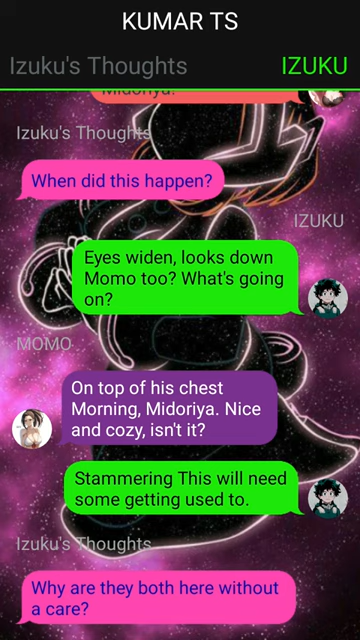 KUMAR TS
Izuku's Thoughts
IZUKU
Midoriya!
Izuku's Thoughts
When did this happen?
IZUKU
Eyes widen, looks down
Momo too? What's going
on?
MOMO
On top of his chest
Morning, Midoriya. Nice
and cozy, isn't it?
Stammering This will need
some getting used to.
Izuku's Thoughts
Why are they both here without
a care?